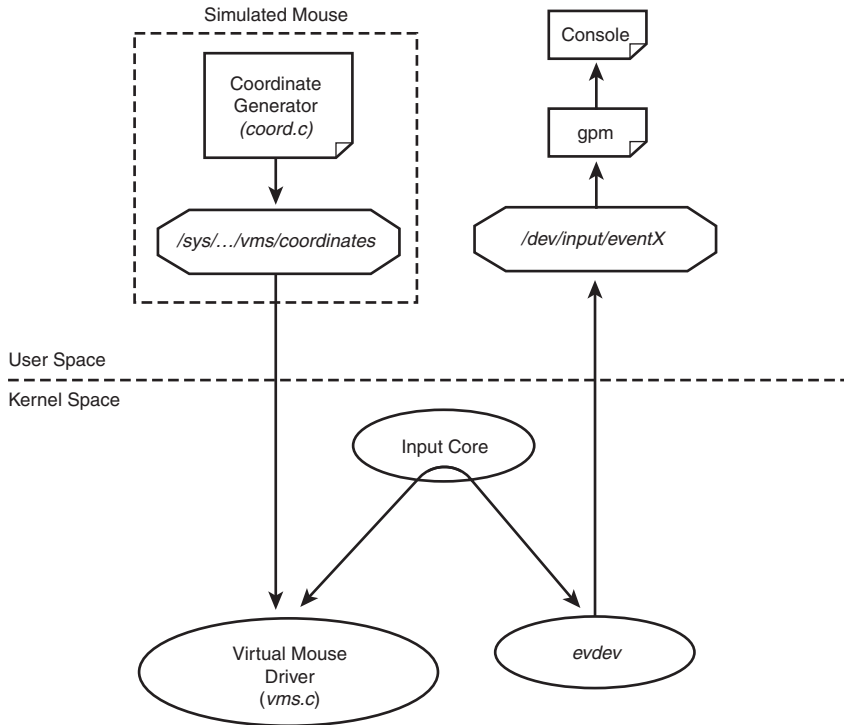 Simulated Mouse
Coordinate
Generator
(coord.c)
/sys/…/vms/coordinates
Console
gpm
/dev/input/eventX
User Space
Kernel Space
Input Core
Virtual Mouse
Driver
(vms.c)
evdev